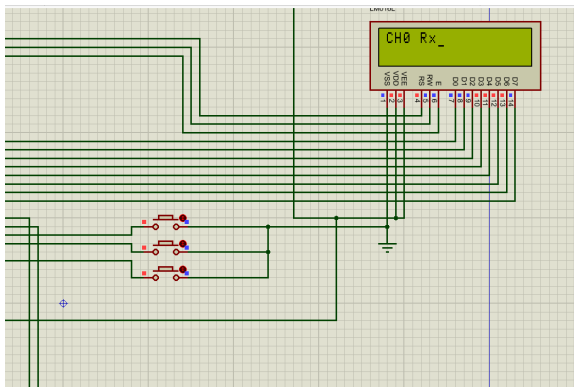 LM016L
CH0 Rx_
VSS VDD VEE RS RW E D0 D1 D2 D3 D4 D5 D6 D7
1 2 3 4 5 6 7 8 9 10 11 12 13 14